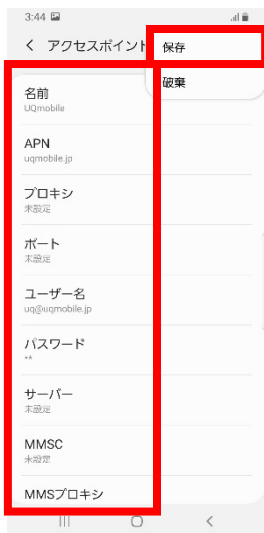 3:44
アクセスポイント
保存
破棄
名前
UQmobile
APN
uqmobile.jp
プロキシ
未設定
ポート
未設定
ユーザー名
uq@uqmobile.jp
パスワード
**
サーバー
未設定
MMSC
未設定
MMSプロキシ